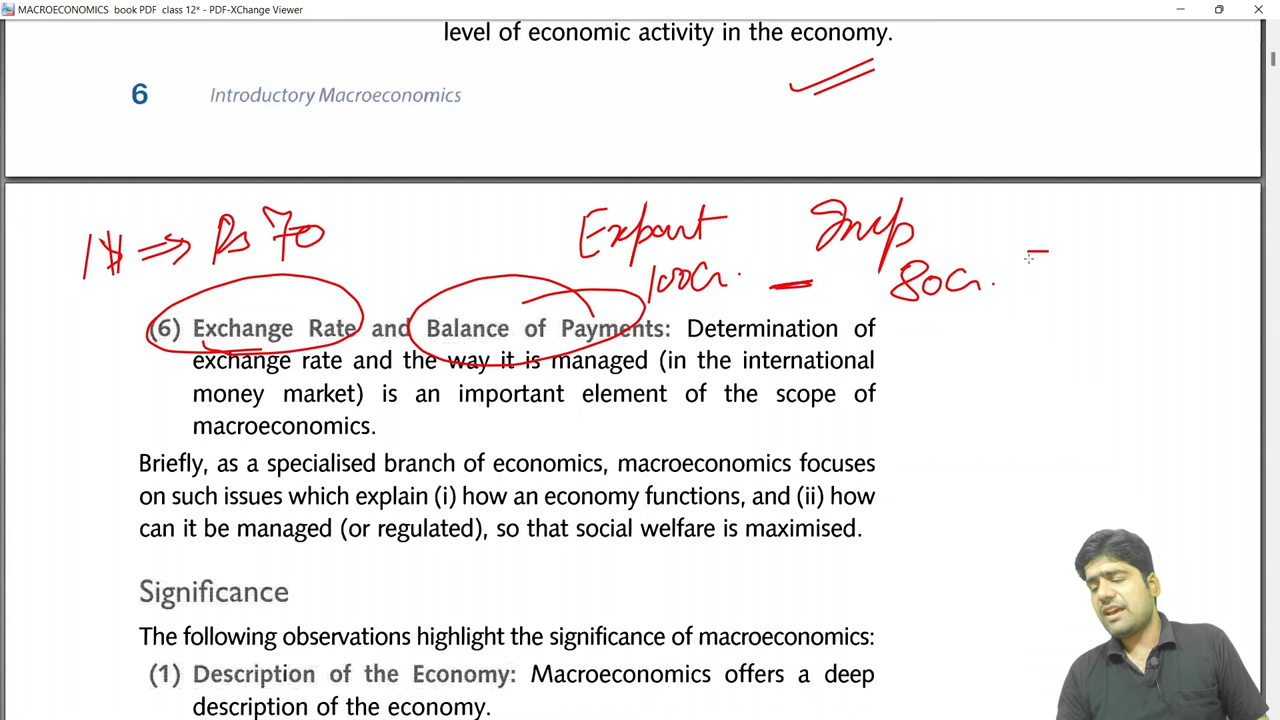 MACROECONOMICS book PDF class 12* - PDF-XChange Viewer
level of economic activity in the economy.
6 Introductory Macroeconomics
1$ ⇒ Rs 70 Export - Imp
100Cr. 80Cr.
(6) Exchange Rate and Balance of Payments: Determination of
exchange rate and the way it is managed (in the international
money market) is an important element of the scope of
macroeconomics.
Briefly, as a specialised branch of economics, macroeconomics focuses
on such issues which explain (i) how an economy functions, and (ii) how
can it be managed (or regulated), so that social welfare is maximised.
Significance
The following observations highlight the significance of macroeconomics:
(1) Description of the Economy: Macroeconomics offers a deep
description of the economy.